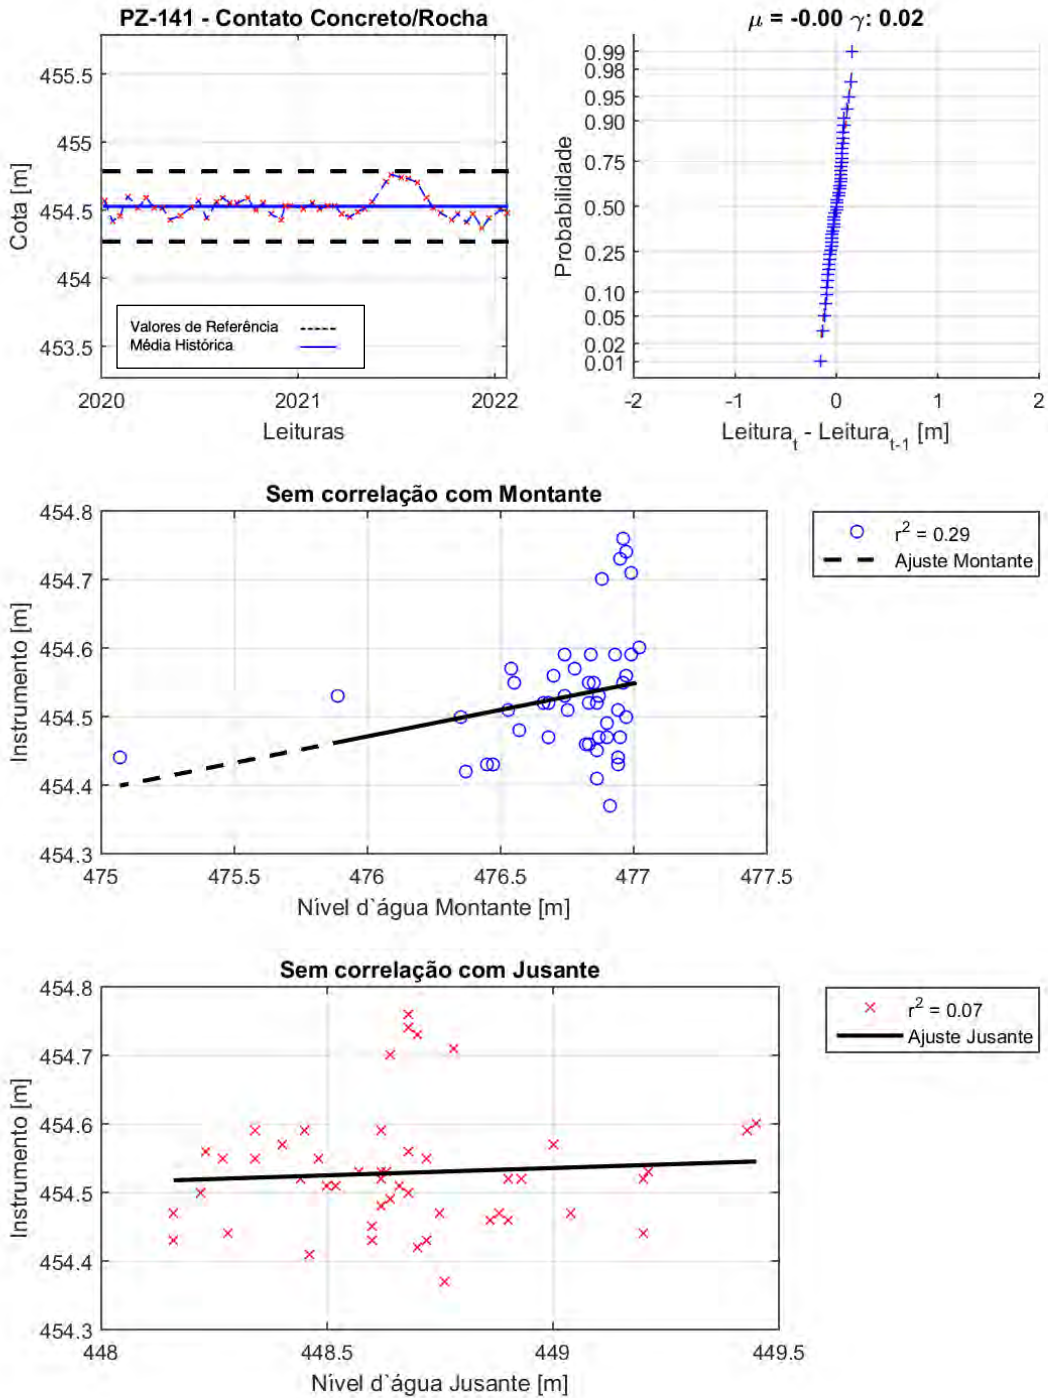 PZ-141 - Contato Concreto/Rocha
455.5
455
454.5
454
453.5
Cota [m]
Valores de Referência
Média Histórica
2020
2021
2022
Leituras
μ = -0.00 γ: 0.02
0.99
0.98
0.95
0.90
0.75
0.50
0.25
0.10
0.05
0.02
0.01
Probabilidade
-2
-1
0
1
2
Leitura_t - Leitura_t-1 [m]
Sem correlação com Montante
454.8
454.7
454.6
454.5
454.4
454.3
Instrumento [m]
475
475.5
476
476.5
477
477.5
Nível d`água Montante [m]
r² = 0.29
Ajuste Montante
Sem correlação com Jusante
454.8
454.7
454.6
454.5
454.4
454.3
Instrumento [m]
448
448.5
449
449.5
Nível d`água Jusante [m]
r² = 0.07
Ajuste Jusante